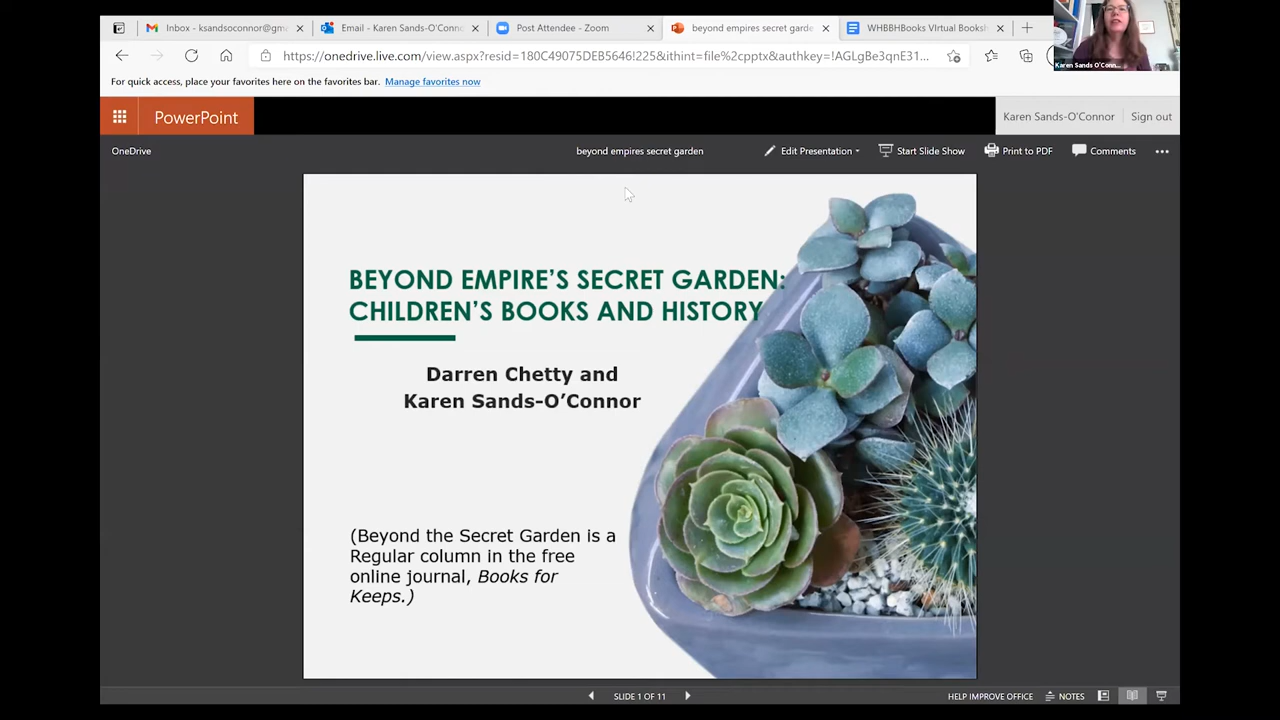 Inbox - ksandsoconnor@gm
Email - Karen Sands-O'Conno
Post Attendee - Zoom
beyond empires secret garde
WHBBHBooks VIrtual Booksh
https://onedrive.live.com/view.aspx?resid=180C49075DEB5646!225&ithint=file%2cpptx&authkey=!AGLgBe3qnE31...
Karen Sands O'Conn...
For quick access, place your favorites here on the favorites bar. Manage favorites now
PowerPoint
Karen Sands-O'Connor
Sign out
OneDrive
beyond empires secret garden
Edit Presentation
Start Slide Show
Print to PDF
Comments
BEYOND EMPIRE'S SECRET GARDEN:
CHILDREN'S BOOKS AND HISTORY
Darren Chetty and
Karen Sands-O'Connor
(Beyond the Secret Garden is a
Regular column in the free
online journal, Books for
Keeps.)
SLIDE 1 OF 11
HELP IMPROVE OFFICE
NOTES